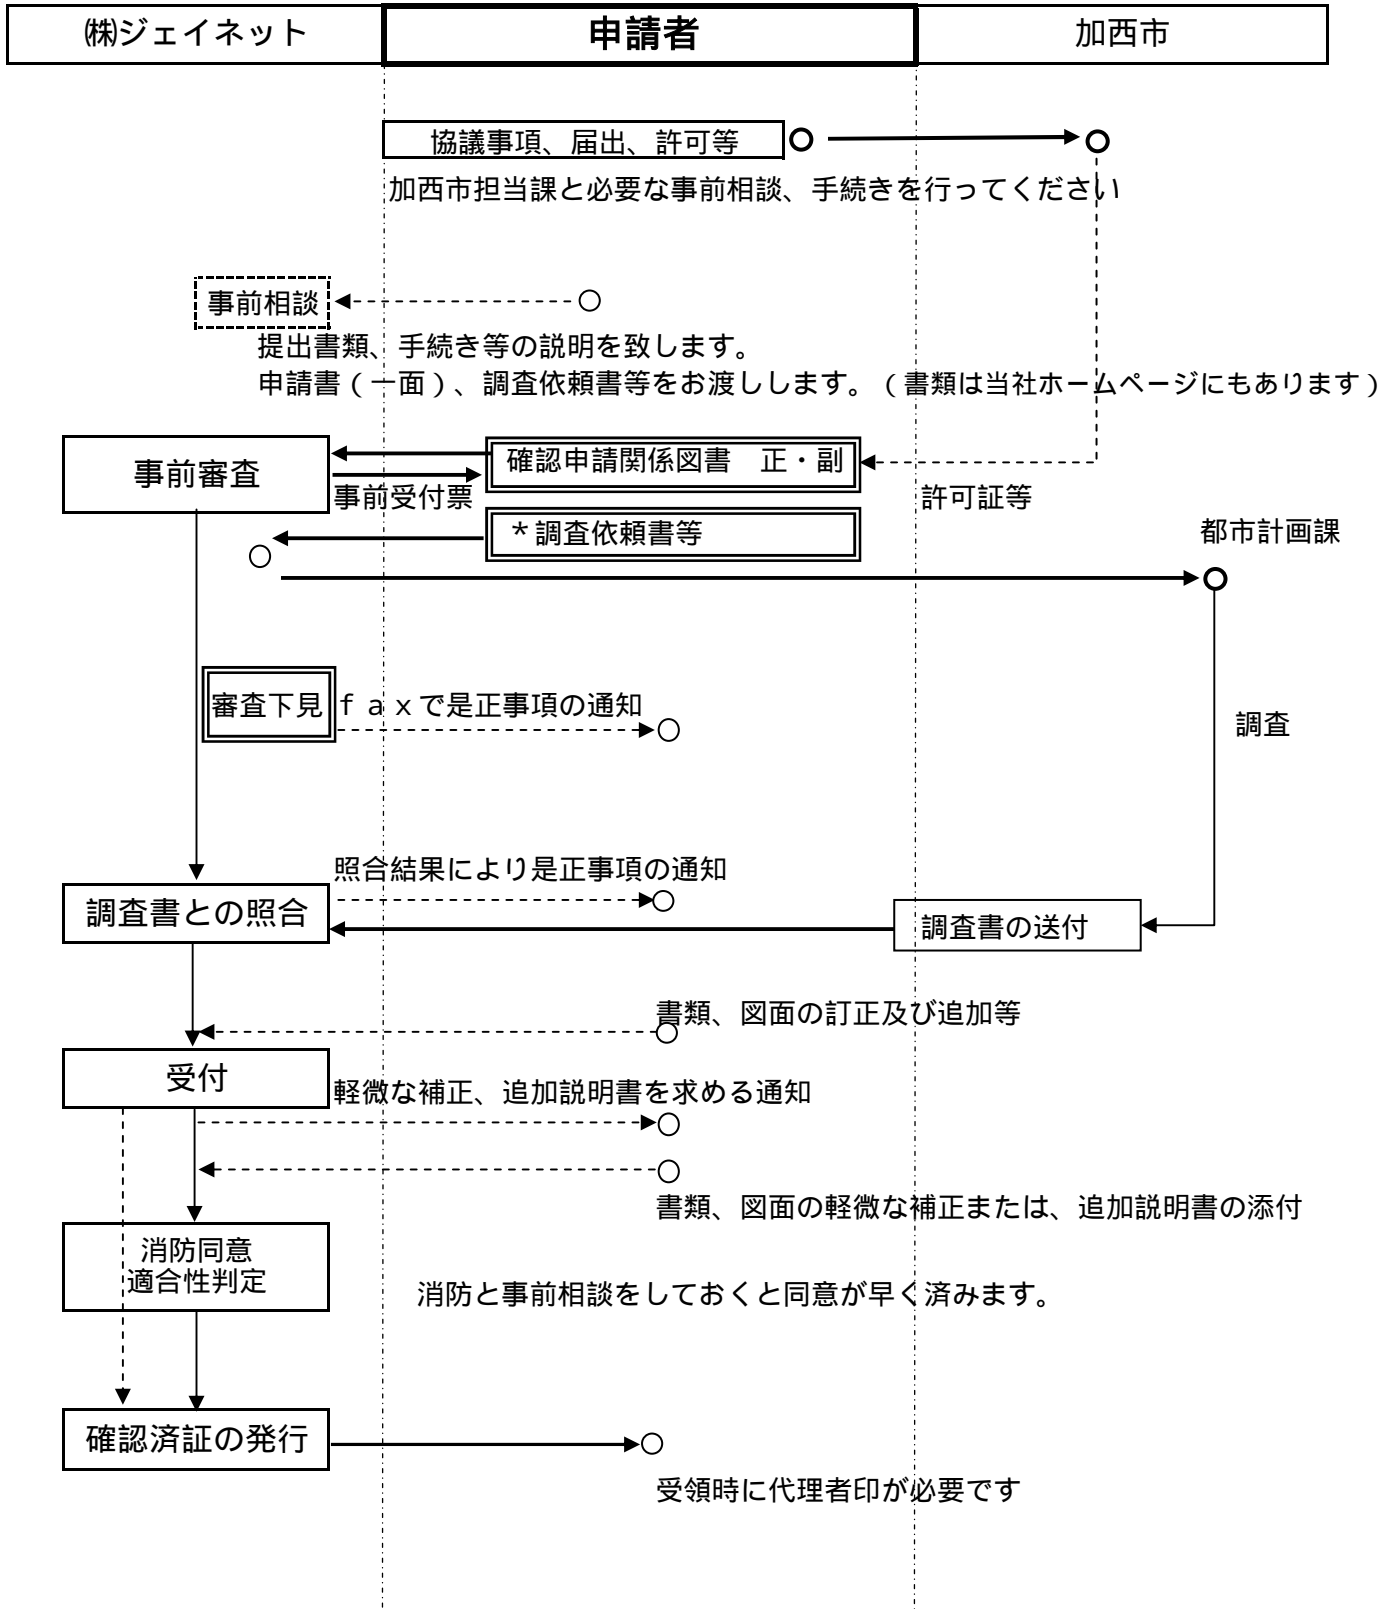 ㈱ジェイネット
申請者
加西市
協議事項、届出、許可等
加西市担当課と必要な事前相談、手続きを行ってください
事前相談
提出書類、手続き等の説明を致します。
申請書（一面）、調査依頼書等をお渡しします。（書類は当社ホームページにもあります）
事前審査
確認申請関係図書　正・副
事前受付票
許可証等
＊調査依頼書等
都市計画課
審査下見
ｆａｘで是正事項の通知
調査
照合結果により是正事項の通知
調査書との照合
調査書の送付
書類、図面の訂正及び追加等
受付
軽微な補正、追加説明書を求める通知
書類、図面の軽微な補正または、追加説明書の添付
消防同意
適合性判定
消防と事前相談をしておくと同意が早く済みます。
確認済証の発行
受領時に代理者印が必要です